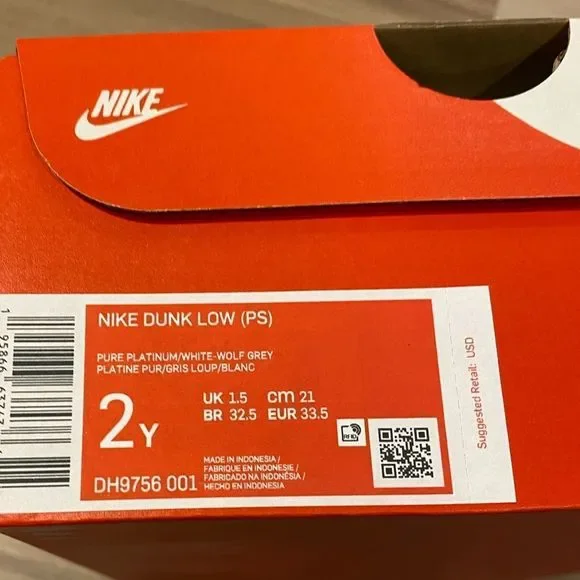 NIKE
NIKE DUNK LOW (PS)
PURE PLATINUM/WHITE-WOLF GREY
PLATINE PUR/GRIS LOUP/BLANC
2Y
UK 1.5 cm 21
BR 32.5 EUR 33.5
RFID
DH9756 001
MADE IN INDONESIA /
FABRIQUE EN INDONESIE /
FABRICADO NA INDONÉSIA /
HECHO EN INDONESIA
Suggested Retail: USD